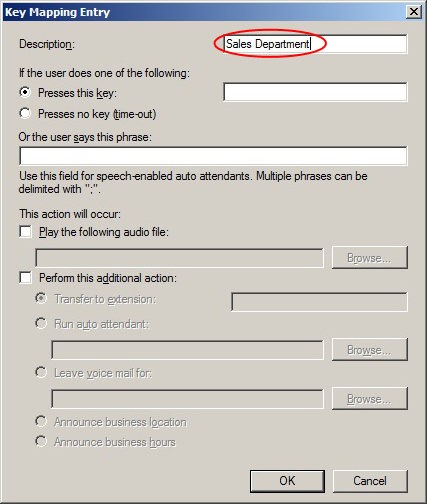 Key Mapping Entry
Description:
Sales Department
If the user does one of the following:
Presses this key:
Presses no key (time-out)
Or the user says this phrase:
Use this field for speech-enabled auto attendants. Multiple phrases can be
delimited with ";".
This action will occur:
Play the following audio file:
Browse...
Perform this additional action:
Transfer to extension:
Run auto attendant:
Browse...
Leave voice mail for:
Browse...
Announce business location
Announce business hours
OK Cancel